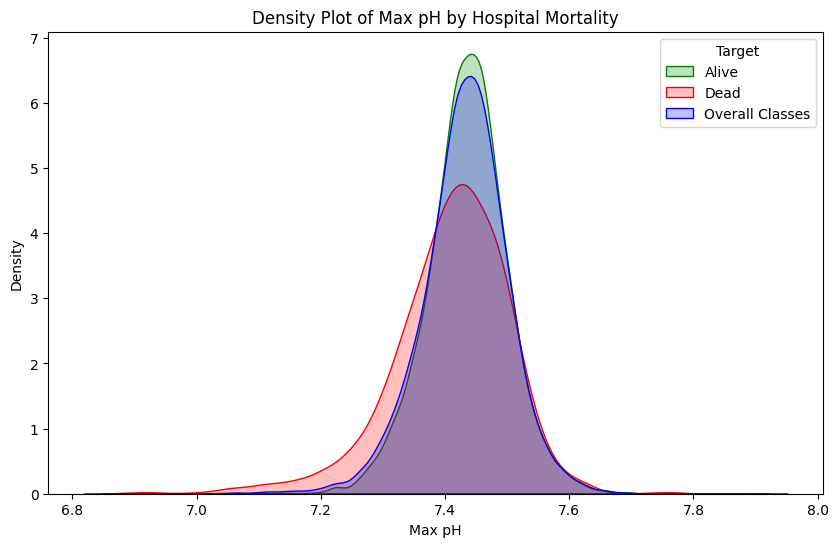 Density Plot of Max pH by Hospital Mortality
Target
Alive
Dead
Overall Classes
Density
7
6
5
4
3
2
1
0
6.8
7.0
7.2
7.4
7.6
7.8
8.0
Max pH